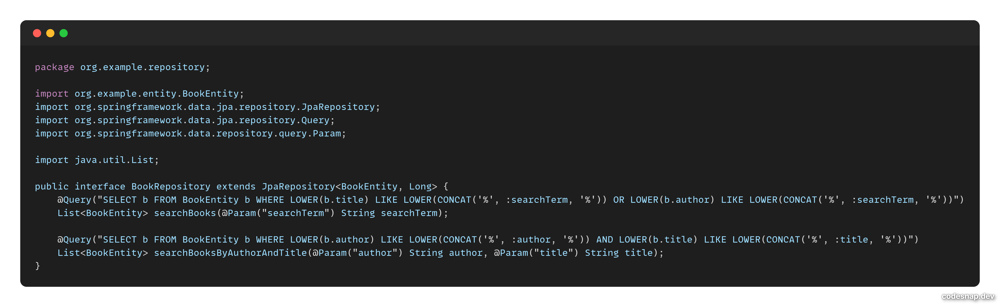 package org.example.repository;
import org.example.entity.BookEntity;
import org.springframework.data.jpa.repository.JpaRepository;
import org.springframework.data.jpa.repository.Query;
import org.springframework.data.repository.query.Param;
import java.util.List;
public interface BookRepository extends JpaRepository<BookEntity, Long> {
    @Query("SELECT b FROM BookEntity b WHERE LOWER(b.title) LIKE LOWER(CONCAT('%', :searchTerm, '%')) OR LOWER(b.author) LIKE LOWER(CONCAT('%', :searchTerm, '%'))")
    List<BookEntity> searchBooks(@Param("searchTerm") String searchTerm);
    @Query("SELECT b FROM BookEntity b WHERE LOWER(b.author) LIKE LOWER(CONCAT('%', :author, '%')) AND LOWER(b.title) LIKE LOWER(CONCAT('%', :title, '%'))")
    List<BookEntity> searchBooksByAuthorAndTitle(@Param("author") String author, @Param("title") String title);
}
codesnap.dev